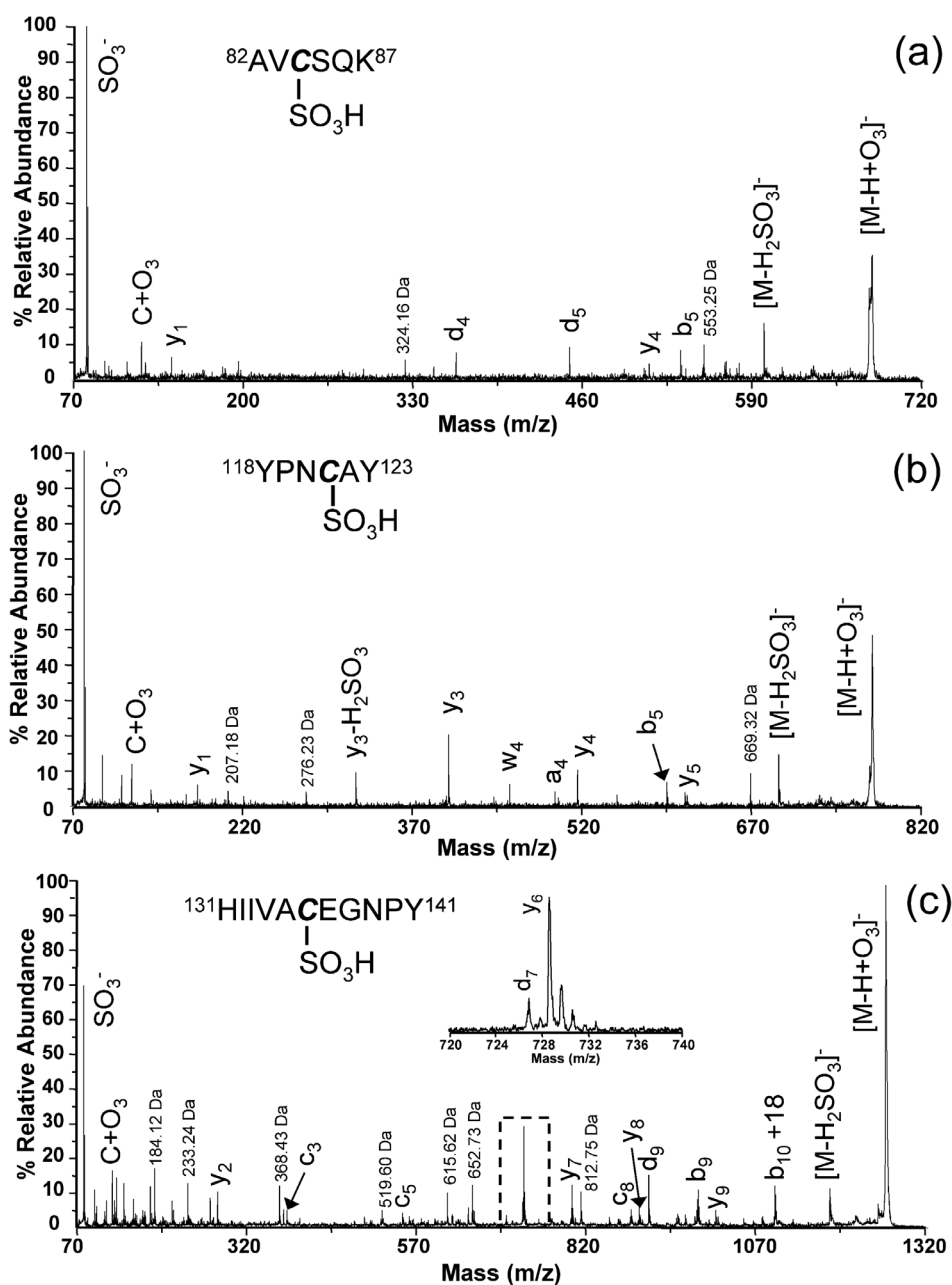 (a)
⁸²AVCSQK⁸⁷
SO₃H
% Relative Abundance
100
90
80
70
60
50
40
30
20
10
0
SO₃⁻
C+O₃
y₁
324.16 Da
d₄
d₅
y₄
b₅
553.25 Da
[M-H₂SO₃]⁻
[M-H+O₃]⁻
70 200 330 460 590 720
Mass (m/z)
(b)
¹¹⁸YPNCAY¹²³
SO₃H
% Relative Abundance
100
90
80
70
60
50
40
30
20
10
0
SO₃⁻
C+O₃
y₁
207.18 Da
276.23 Da
y₃-H₂SO₃
y₃
w₄
a₄
y₄
b₅
y₅
669.32 Da
[M-H₂SO₃]⁻
[M-H+O₃]⁻
70 220 370 520 670 820
Mass (m/z)
(c)
¹³¹HIIVACEGNPY¹⁴¹
SO₃H
% Relative Abundance
100
90
80
70
60
50
40
30
20
10
0
SO₃⁻
C+O₃
184.12 Da
233.24 Da
y₂
368.43 Da
c₃
519.60 Da
c₅
615.62 Da
652.73 Da
d₇
y₆
720 724 728 732 736 740
Mass (m/z)
y₇
812.75 Da
c₈
y₈
d₉
b₉
y₉
b₁₀+18
[M-H₂SO₃]⁻
[M-H+O₃]⁻
70 320 570 820 1070 1320
Mass (m/z)